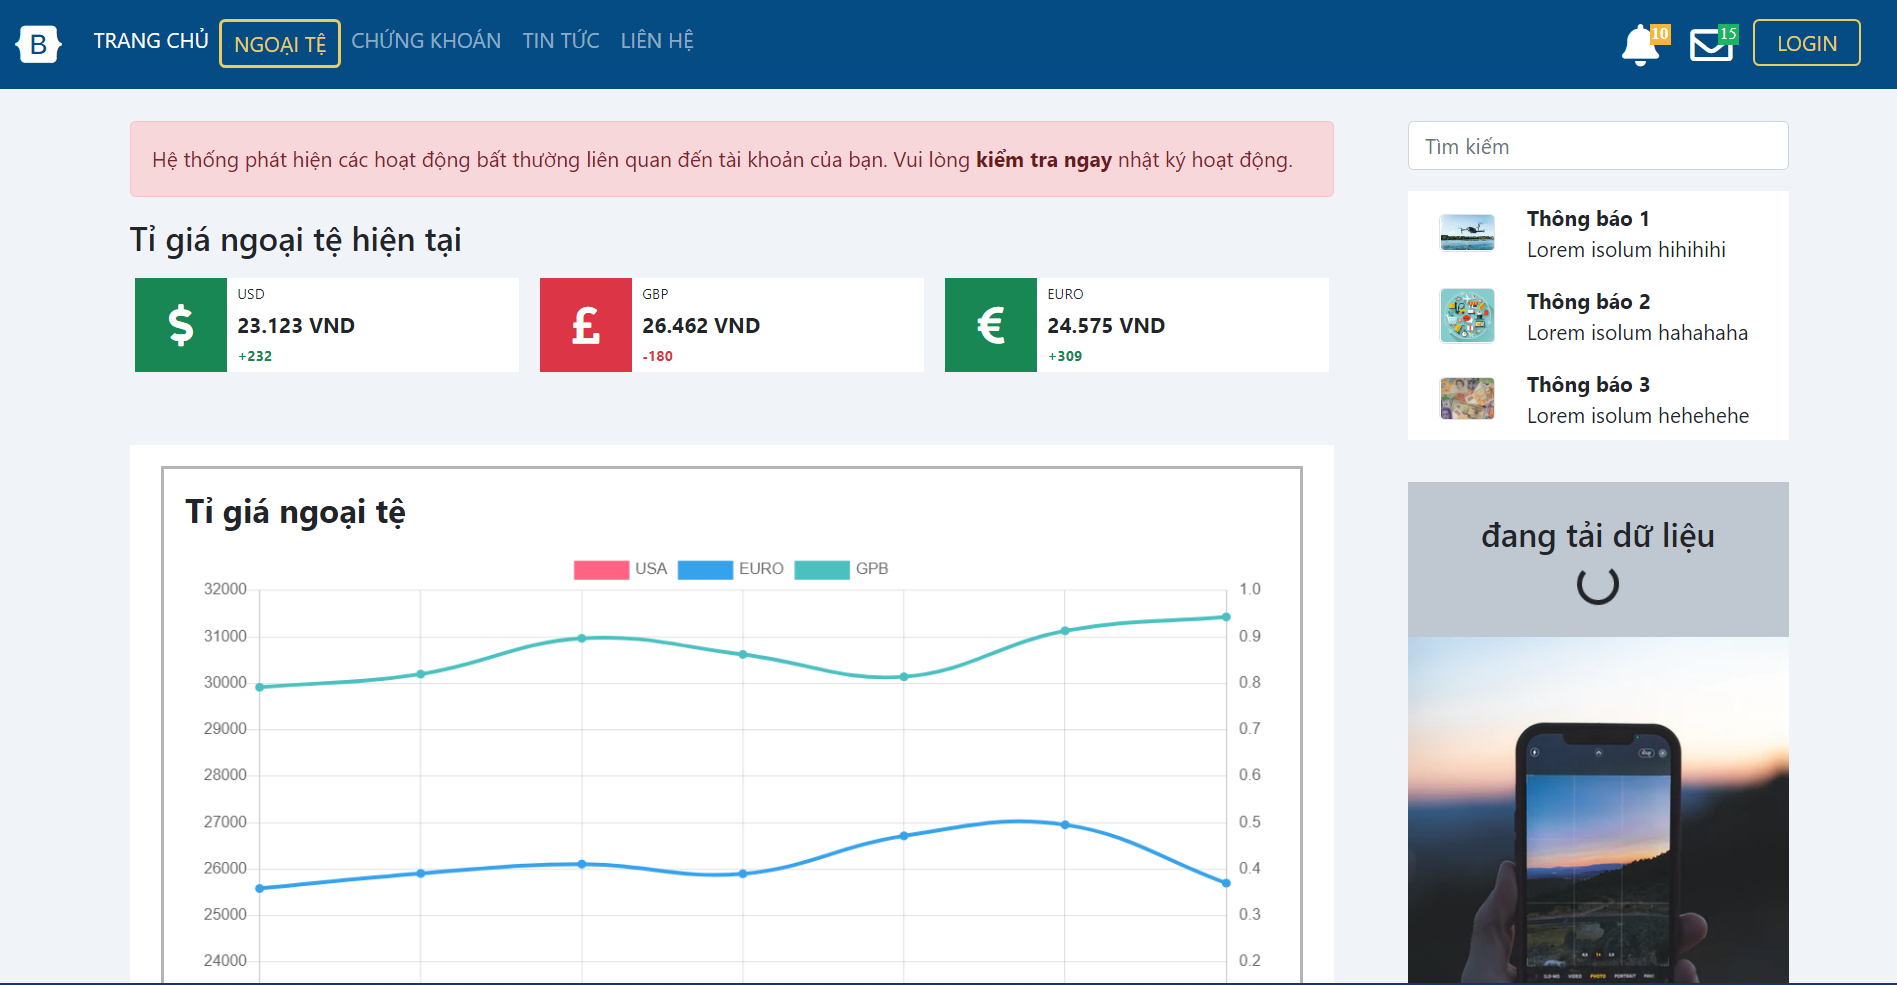 B TRANG CHỦ NGOẠI TỆ CHỨNG KHOÁN TIN TỨC LIÊN HỆ 10 15 LOGIN
Hệ thống phát hiện các hoạt động bất thường liên quan đến tài khoản của bạn. Vui lòng kiểm tra ngay nhật ký hoạt động.
Tỉ giá ngoại tệ hiện tại
$
USD
23.123 VND
+232
£
GBP
26.462 VND
-180
€
EURO
24.575 VND
+309
Tỉ giá ngoại tệ
USA EURO GPB
32000 1.0
31000 0.9
30000 0.8
29000 0.7
28000 0.6
27000 0.5
26000 0.4
25000 0.3
24000 0.2
Tìm kiếm
Thông báo 1
Lorem isolum hihihihi
Thông báo 2
Lorem isolum hahahaha
Thông báo 3
Lorem isolum hehehehe
đang tải dữ liệu
SLO-MO VIDEO PHOTO PORTRAIT PANO